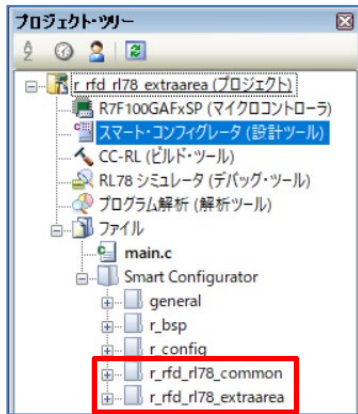 プロジェクト・ツリー
r_rfd_rl78_extraarea (プロジェクト)
R7F100GAFxSP (マイクロコントローラ)
スマート・コンフィグレータ (設計ツール)
CC-RL (ビルド・ツール)
RL78 シミュレータ (デバッグ・ツール)
プログラム解析 (解析ツール)
ファイル
main.c
Smart Configurator
general
r_bsp
r_config
r_rfd_rl78_common
r_rfd_rl78_extraarea